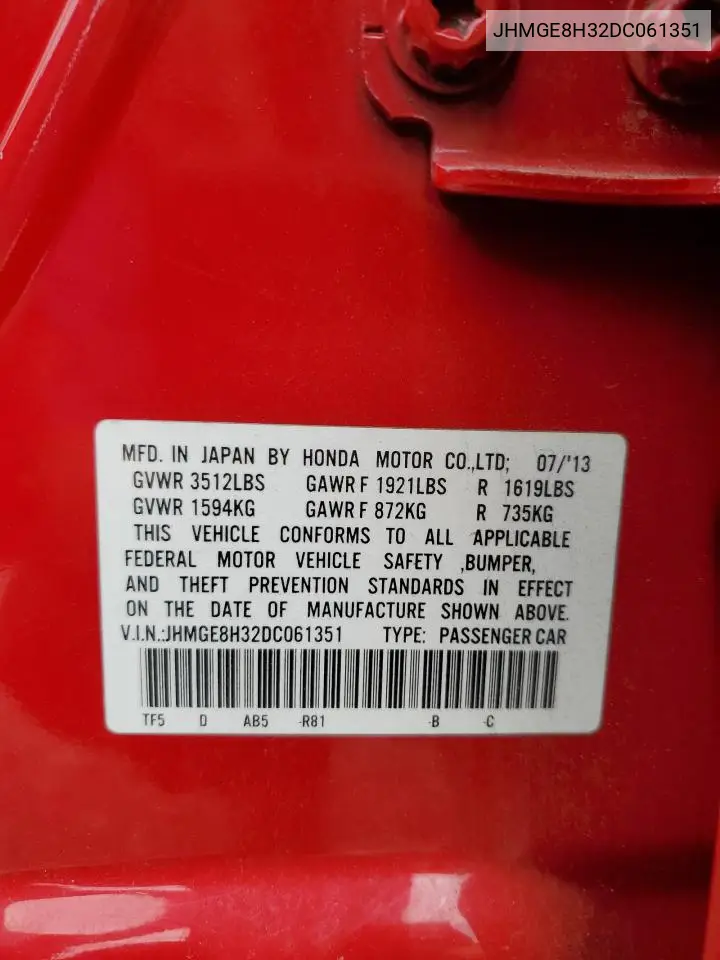 JHMGE8H32DC061351
MFD. IN JAPAN BY HONDA MOTOR CO.,LTD; 07/'13
GVWR 3512LBS GAWR F 1921LBS R 1619LBS
GVWR 1594KG GAWR F 872KG R 735KG
THIS VEHICLE CONFORMS TO ALL APPLICABLE
FEDERAL MOTOR VEHICLE SAFETY ,BUMPER,
AND THEFT PREVENTION STANDARDS IN EFFECT
ON THE DATE OF MANUFACTURE SHOWN ABOVE.
V.I.N.:JHMGE8H32DC061351 TYPE: PASSENGER CAR
TF5 D AB5 -R81 -B -C